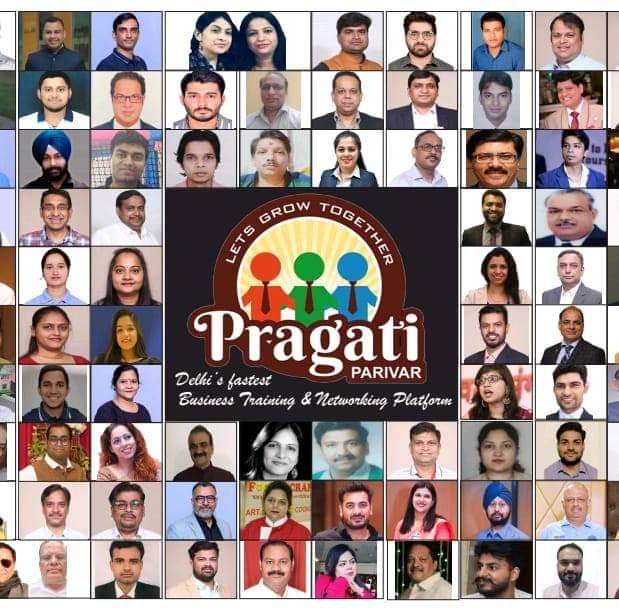 LETS GROW TOGETHER
Pragati
PARIVAR
Delhi's fastest
Business Training & Networking Platform